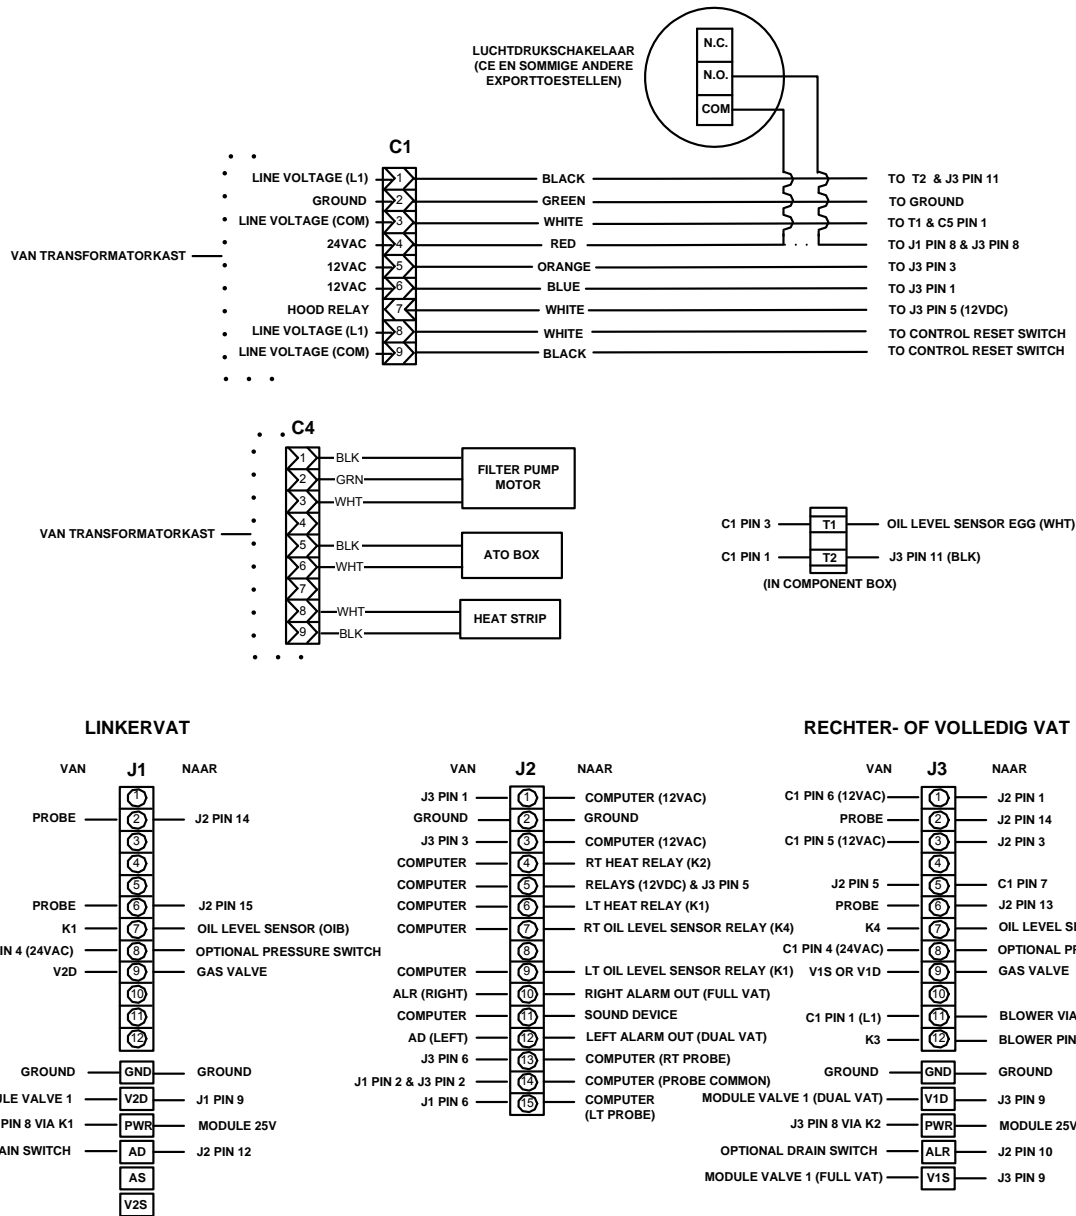 LUCHTDRUKSCHAKELAAR
(CE EN SOMMIGE ANDERE
EXPORTTOESTELLEN)
N.C.
N.O.
COM
C1
VAN TRANSFORMATORKAST
LINE VOLTAGE (L1) 1 BLACK TO T2 & J3 PIN 11
GROUND 2 GREEN TO GROUND
LINE VOLTAGE (COM) 3 WHITE TO T1 & C5 PIN 1
24VAC 4 RED TO J1 PIN 8 & J3 PIN 8
12VAC 5 ORANGE TO J3 PIN 3
12VAC 6 BLUE TO J3 PIN 1
HOOD RELAY 7 WHITE TO J3 PIN 5 (12VDC)
LINE VOLTAGE (L1) 8 WHITE TO CONTROL RESET SWITCH
LINE VOLTAGE (COM) 9 BLACK TO CONTROL RESET SWITCH
C4
VAN TRANSFORMATORKAST
1 BLK
2 GRN
3 WHT
4
5 BLK
6 WHT
7
8 WHT
9 BLK
FILTER PUMP
MOTOR
ATO BOX
HEAT STRIP
C1 PIN 3 T1 OIL LEVEL SENSOR EGG (WHT)
C1 PIN 1 T2 J3 PIN 11 (BLK)
(IN COMPONENT BOX)
LINKERVAT
VAN J1 NAAR
1
PROBE 2 J2 PIN 14
3
4
5
PROBE 6 J2 PIN 15
K1 7 OIL LEVEL SENSOR (OIB)
PIN 4 (24VAC) 8 OPTIONAL PRESSURE SWITCH
V2D 9 GAS VALVE
10
11
12
GROUND GND GROUND
VALVE 1 V2D J1 PIN 9
PIN 8 VIA K1 PWR MODULE 25V
SWITCH AD J2 PIN 12
AS
V2S
VAN J2 NAAR
J3 PIN 1 1 COMPUTER (12VAC)
GROUND 2 GROUND
J3 PIN 3 3 COMPUTER (12VAC)
COMPUTER 4 RT HEAT RELAY (K2)
COMPUTER 5 RELAYS (12VDC) & J3 PIN 5
COMPUTER 6 LT HEAT RELAY (K1)
COMPUTER 7 RT OIL LEVEL SENSOR RELAY (K4)
8
COMPUTER 9 LT OIL LEVEL SENSOR RELAY (K1)
ALR (RIGHT) 10 RIGHT ALARM OUT (FULL VAT)
COMPUTER 11 SOUND DEVICE
AD (LEFT) 12 LEFT ALARM OUT (DUAL VAT)
J3 PIN 6 13 COMPUTER (RT PROBE)
J1 PIN 2 & J3 PIN 2 14 COMPUTER (PROBE COMMON)
J1 PIN 6 15 COMPUTER
(LT PROBE)
RECHTER- OF VOLLEDIG VAT
VAN J3 NAAR
C1 PIN 6 (12VAC) 1 J2 PIN 1
PROBE 2 J2 PIN 14
C1 PIN 5 (12VAC) 3 J2 PIN 3
4
J2 PIN 5 5 C1 PIN 7
PROBE 6 J2 PIN 13
K4 7 OIL LEVEL
C1 PIN 4 (24VAC) 8 OPTIONAL
V1S OR V1D 9 GAS VALVE
10
C1 PIN 1 (L1) 11 BLOWER VIA
K3 12 BLOWER PIN
GROUND GND GROUND
MODULE VALVE 1 (DUAL VAT) V1D J3 PIN 9
J3 PIN 8 VIA K2 PWR MODULE 25V
OPTIONAL DRAIN SWITCH ALR J2 PIN 10
MODULE VALVE 1 (FULL VAT) V1S J3 PIN 9